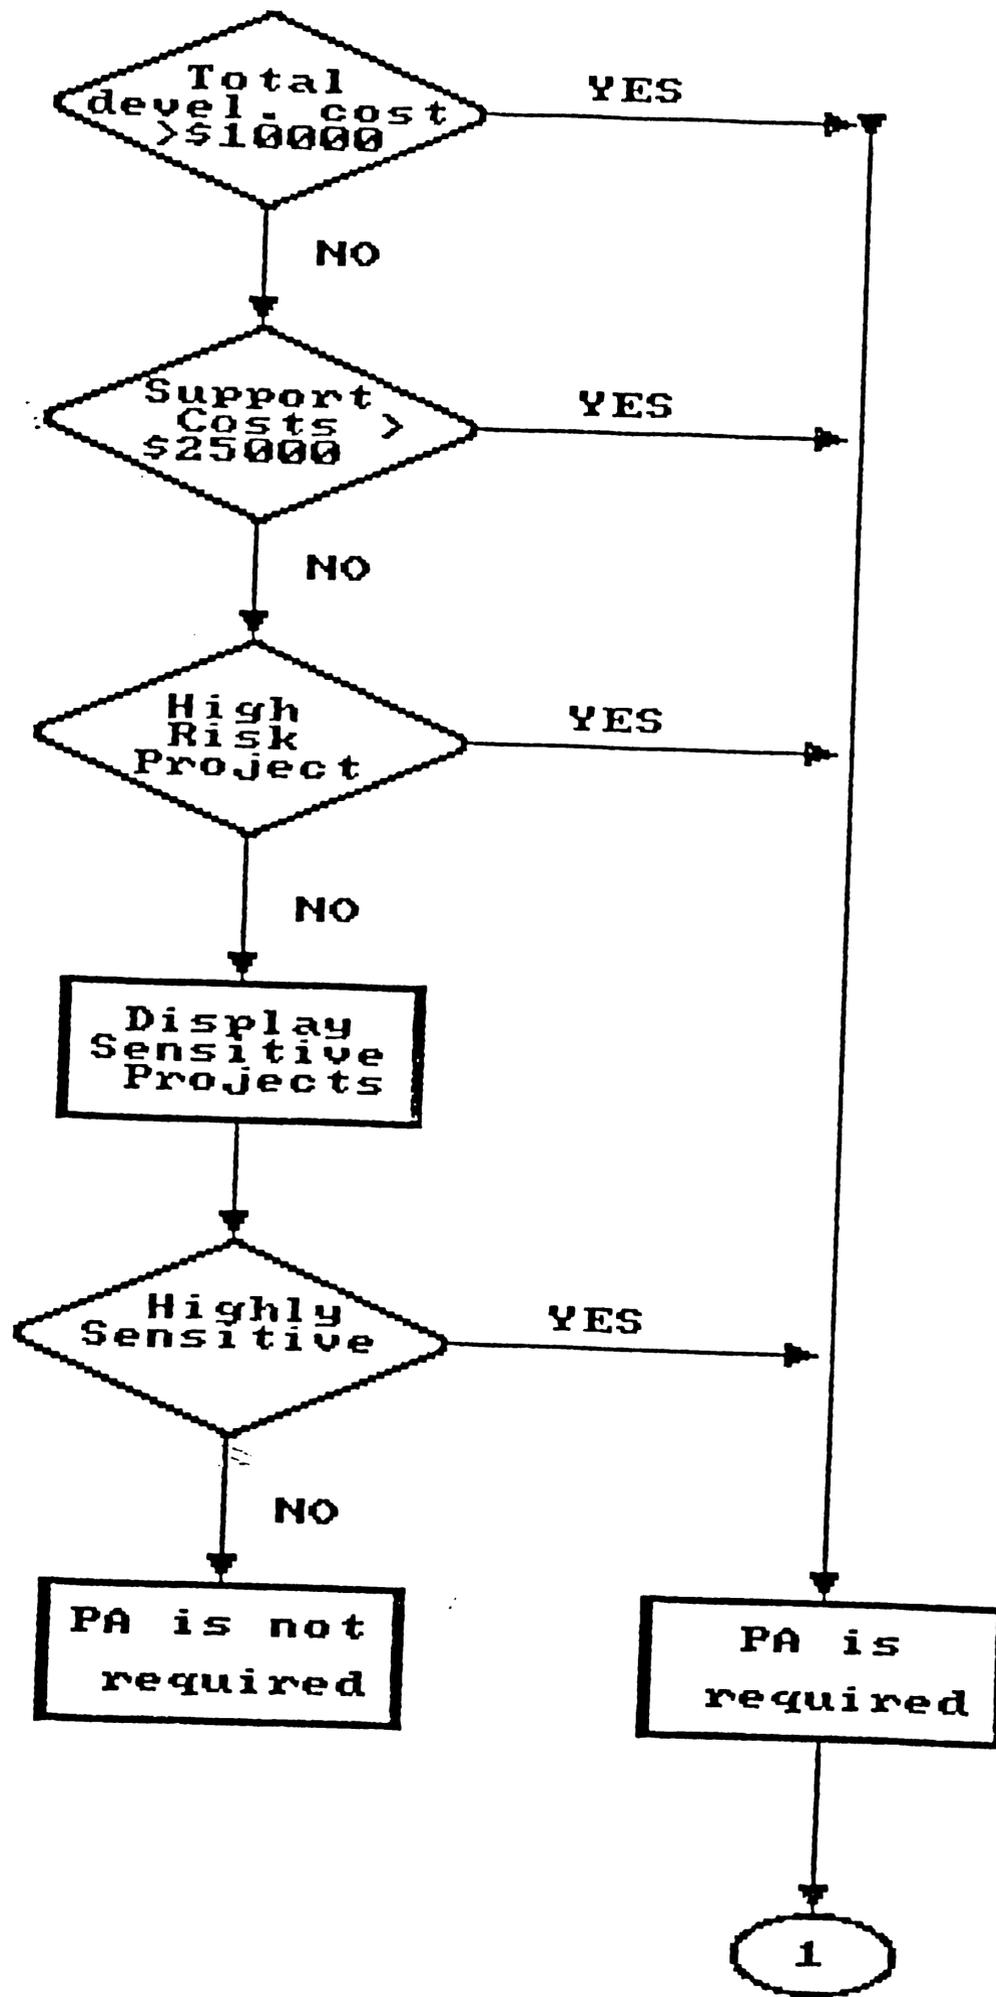 Total
devel. cost
>$10000
YES
NO
Support
Costs >
$25000
YES
NO
High
Risk
Project
YES
NO
Display
Sensitive
Projects
Highly
Sensitive
YES
NO
PA is not
required
PA is
required
1